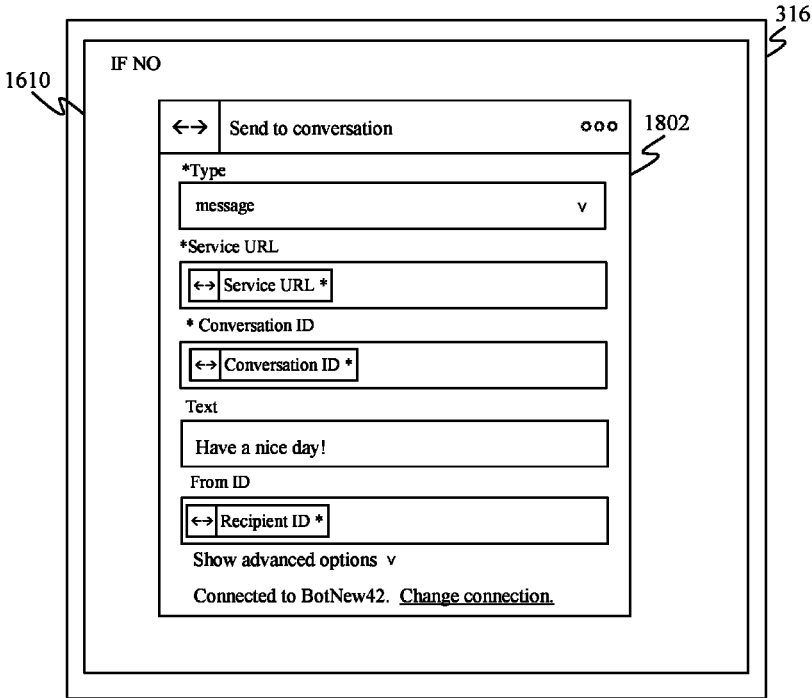 316
IF NO
1610
←→ Send to conversation ooo
1802
*Type
message v
*Service URL
←→ Service URL *
* Conversation ID
←→ Conversation ID *
Text
Have a nice day!
From ID
←→ Recipient ID *
Show advanced options v
Connected to BotNew42. Change connection.